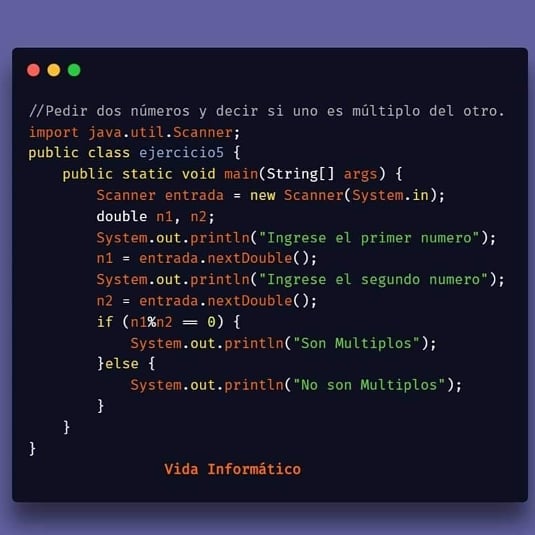 //Pedir dos números y decir si uno es múltiplo del otro.
import java.util.Scanner;
public class ejercicio5 {
    public static void main(String[] args) {
        Scanner entrada = new Scanner(System.in);
        double n1, n2;
        System.out.println("Ingrese el primer numero");
        n1 = entrada.nextDouble();
        System.out.println("Ingrese el segundo numero");
        n2 = entrada.nextDouble();
        if (n1%n2 == 0) {
            System.out.println("Son Multiplos");
        }else {
            System.out.println("No son Multiplos");
        }
    }
}
Vida Informático